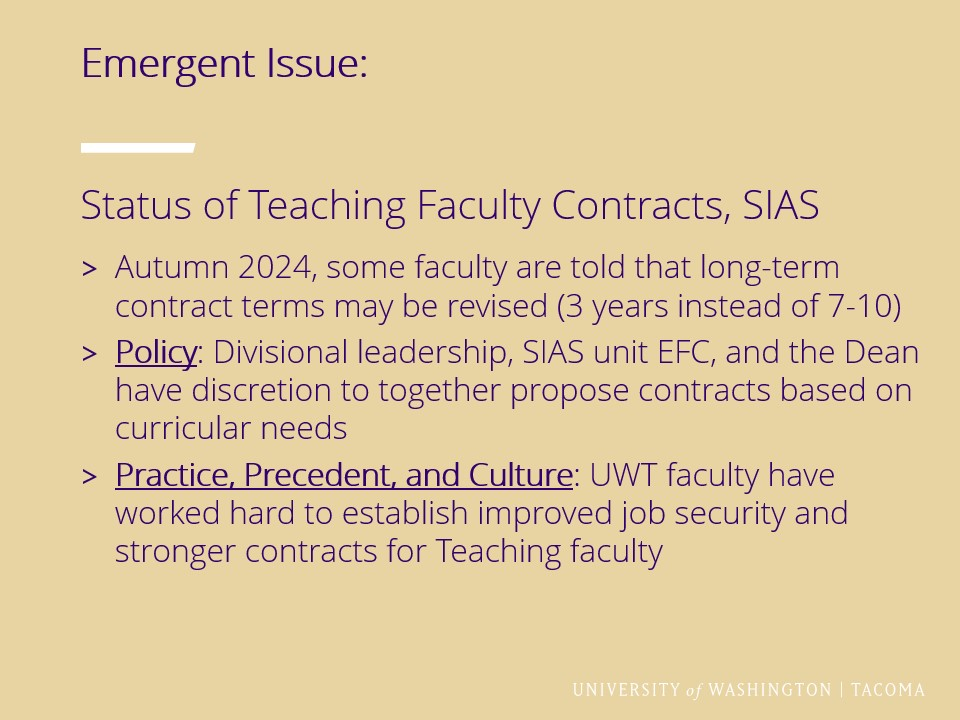 Emergent Issue:
Status of Teaching Faculty Contracts, SIAS
> Autumn 2024, some faculty are told that long-term
contract terms may be revised (3 years instead of 7-10)
> Policy: Divisional leadership, SIAS unit EFC, and the Dean
have discretion to together propose contracts based on
curricular needs
> Practice, Precedent, and Culture: UWT faculty have
worked hard to establish improved job security and
stronger contracts for Teaching faculty
UNIVERSITY of WASHINGTON | TACOMA